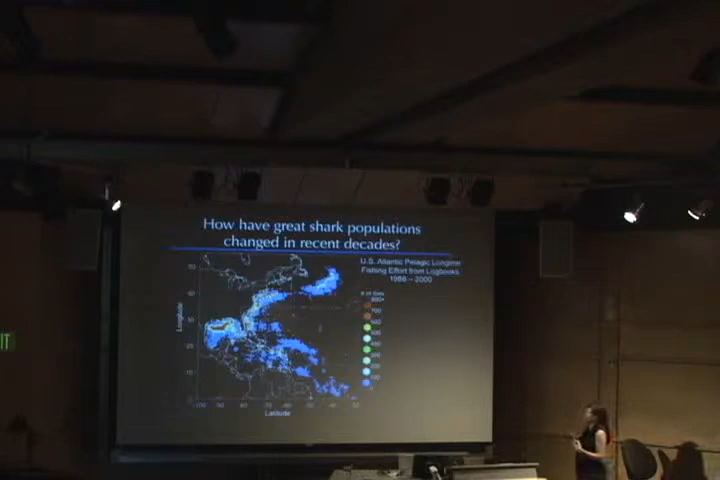 How have great shark populations
changed in recent decades?
U.S. Atlantic Pelagic Longline
Fishing Effort from Logbooks
1986 – 2000
Longitude
Latitude
IT